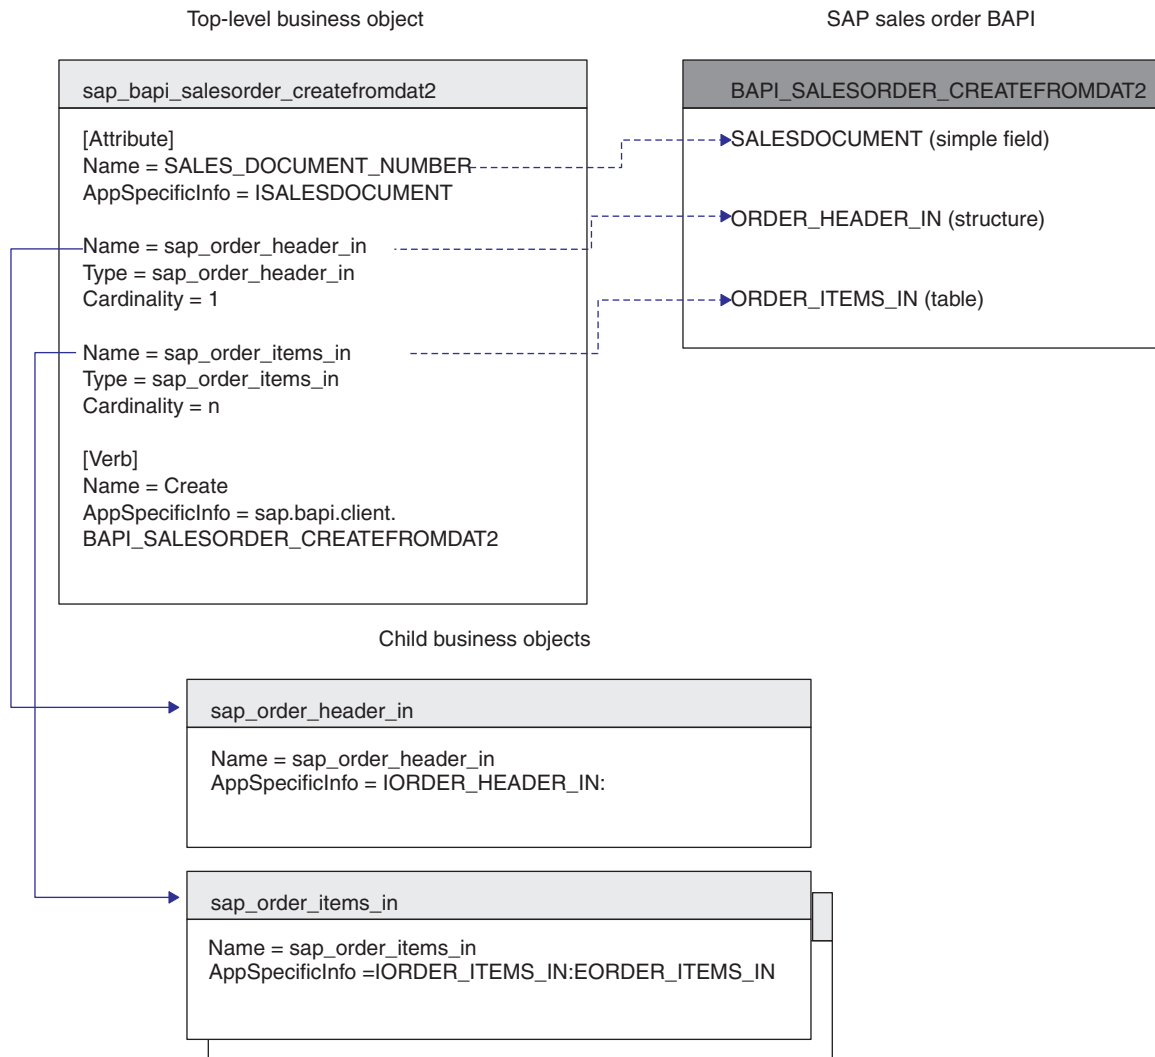 Top-level business object
SAP sales order BAPI
sap_bapi_salesorder_createfromdat2
[Attribute]
Name = SALES_DOCUMENT_NUMBER
AppSpecificInfo = ISALESDOCUMENT
Name = sap_order_header_in
Type = sap_order_header_in
Cardinality = 1
Name = sap_order_items_in
Type = sap_order_items_in
Cardinality = n
[Verb]
Name = Create
AppSpecificInfo = sap.bapi.client.
BAPI_SALESORDER_CREATEFROMDAT2
BAPI_SALESORDER_CREATEFROMDAT2
SALESDOCUMENT (simple field)
ORDER_HEADER_IN (structure)
ORDER_ITEMS_IN (table)
Child business objects
sap_order_header_in
Name = sap_order_header_in
AppSpecificInfo = IORDER_HEADER_IN:
sap_order_items_in
Name = sap_order_items_in
AppSpecificInfo =IORDER_ITEMS_IN:EORDER_ITEMS_IN